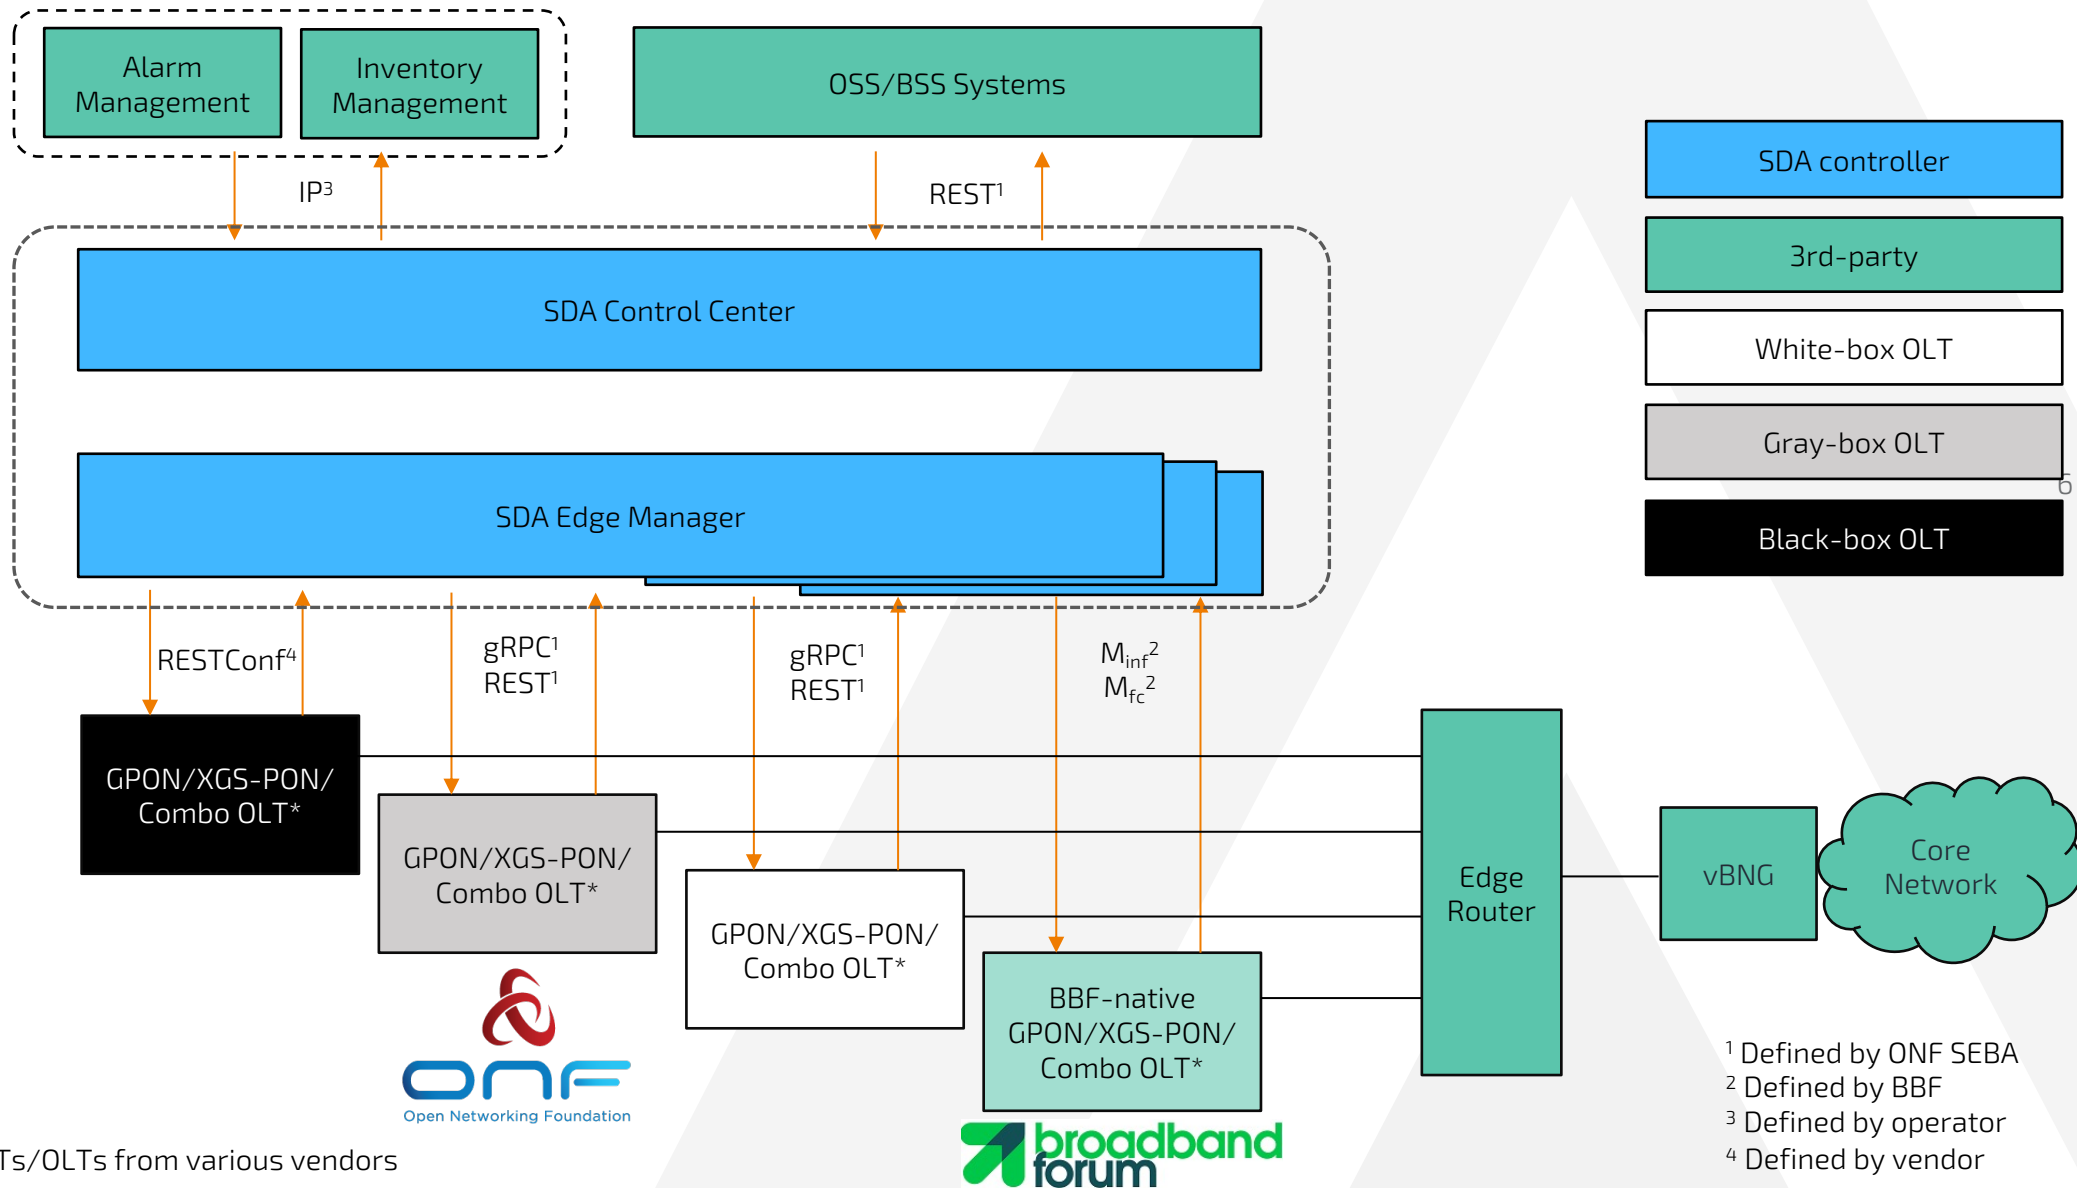 Alarm
Management
Inventory
Management
OSS/BSS Systems
IP³
REST¹
SDA Control Center
SDA Edge Manager
RESTConf⁴
gRPC¹
REST¹
gRPC¹
REST¹
M_inf²
M_fc²
GPON/XGS-PON/
Combo OLT*
GPON/XGS-PON/
Combo OLT*
GPON/XGS-PON/
Combo OLT*
BBF-native
GPON/XGS-PON/
Combo OLT*
Edge
Router
vBNG
Core
Network
SDA controller
3rd-party
White-box OLT
Gray-box OLT
6
Black-box OLT
ONF
Open Networking Foundation
broadband
forum
Ts/OLTs from various vendors
¹ Defined by ONF SEBA
² Defined by BBF
³ Defined by operator
⁴ Defined by vendor